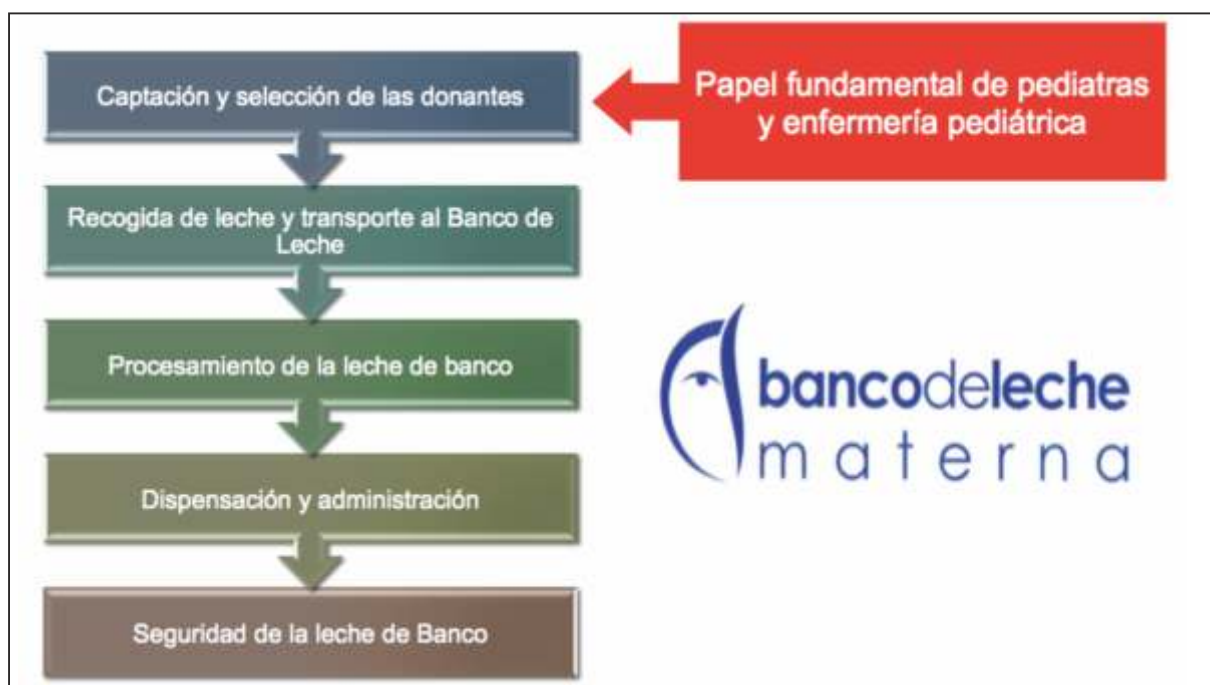 Captación y selección de las donantes
Papel fundamental de pediatras
y enfermería pediátrica
Recogida de leche y transporte al Banco de
Leche
Procesamiento de la leche de banco
bancodeleche
materna
Dispensación y administración
Seguridad de la leche de Banco